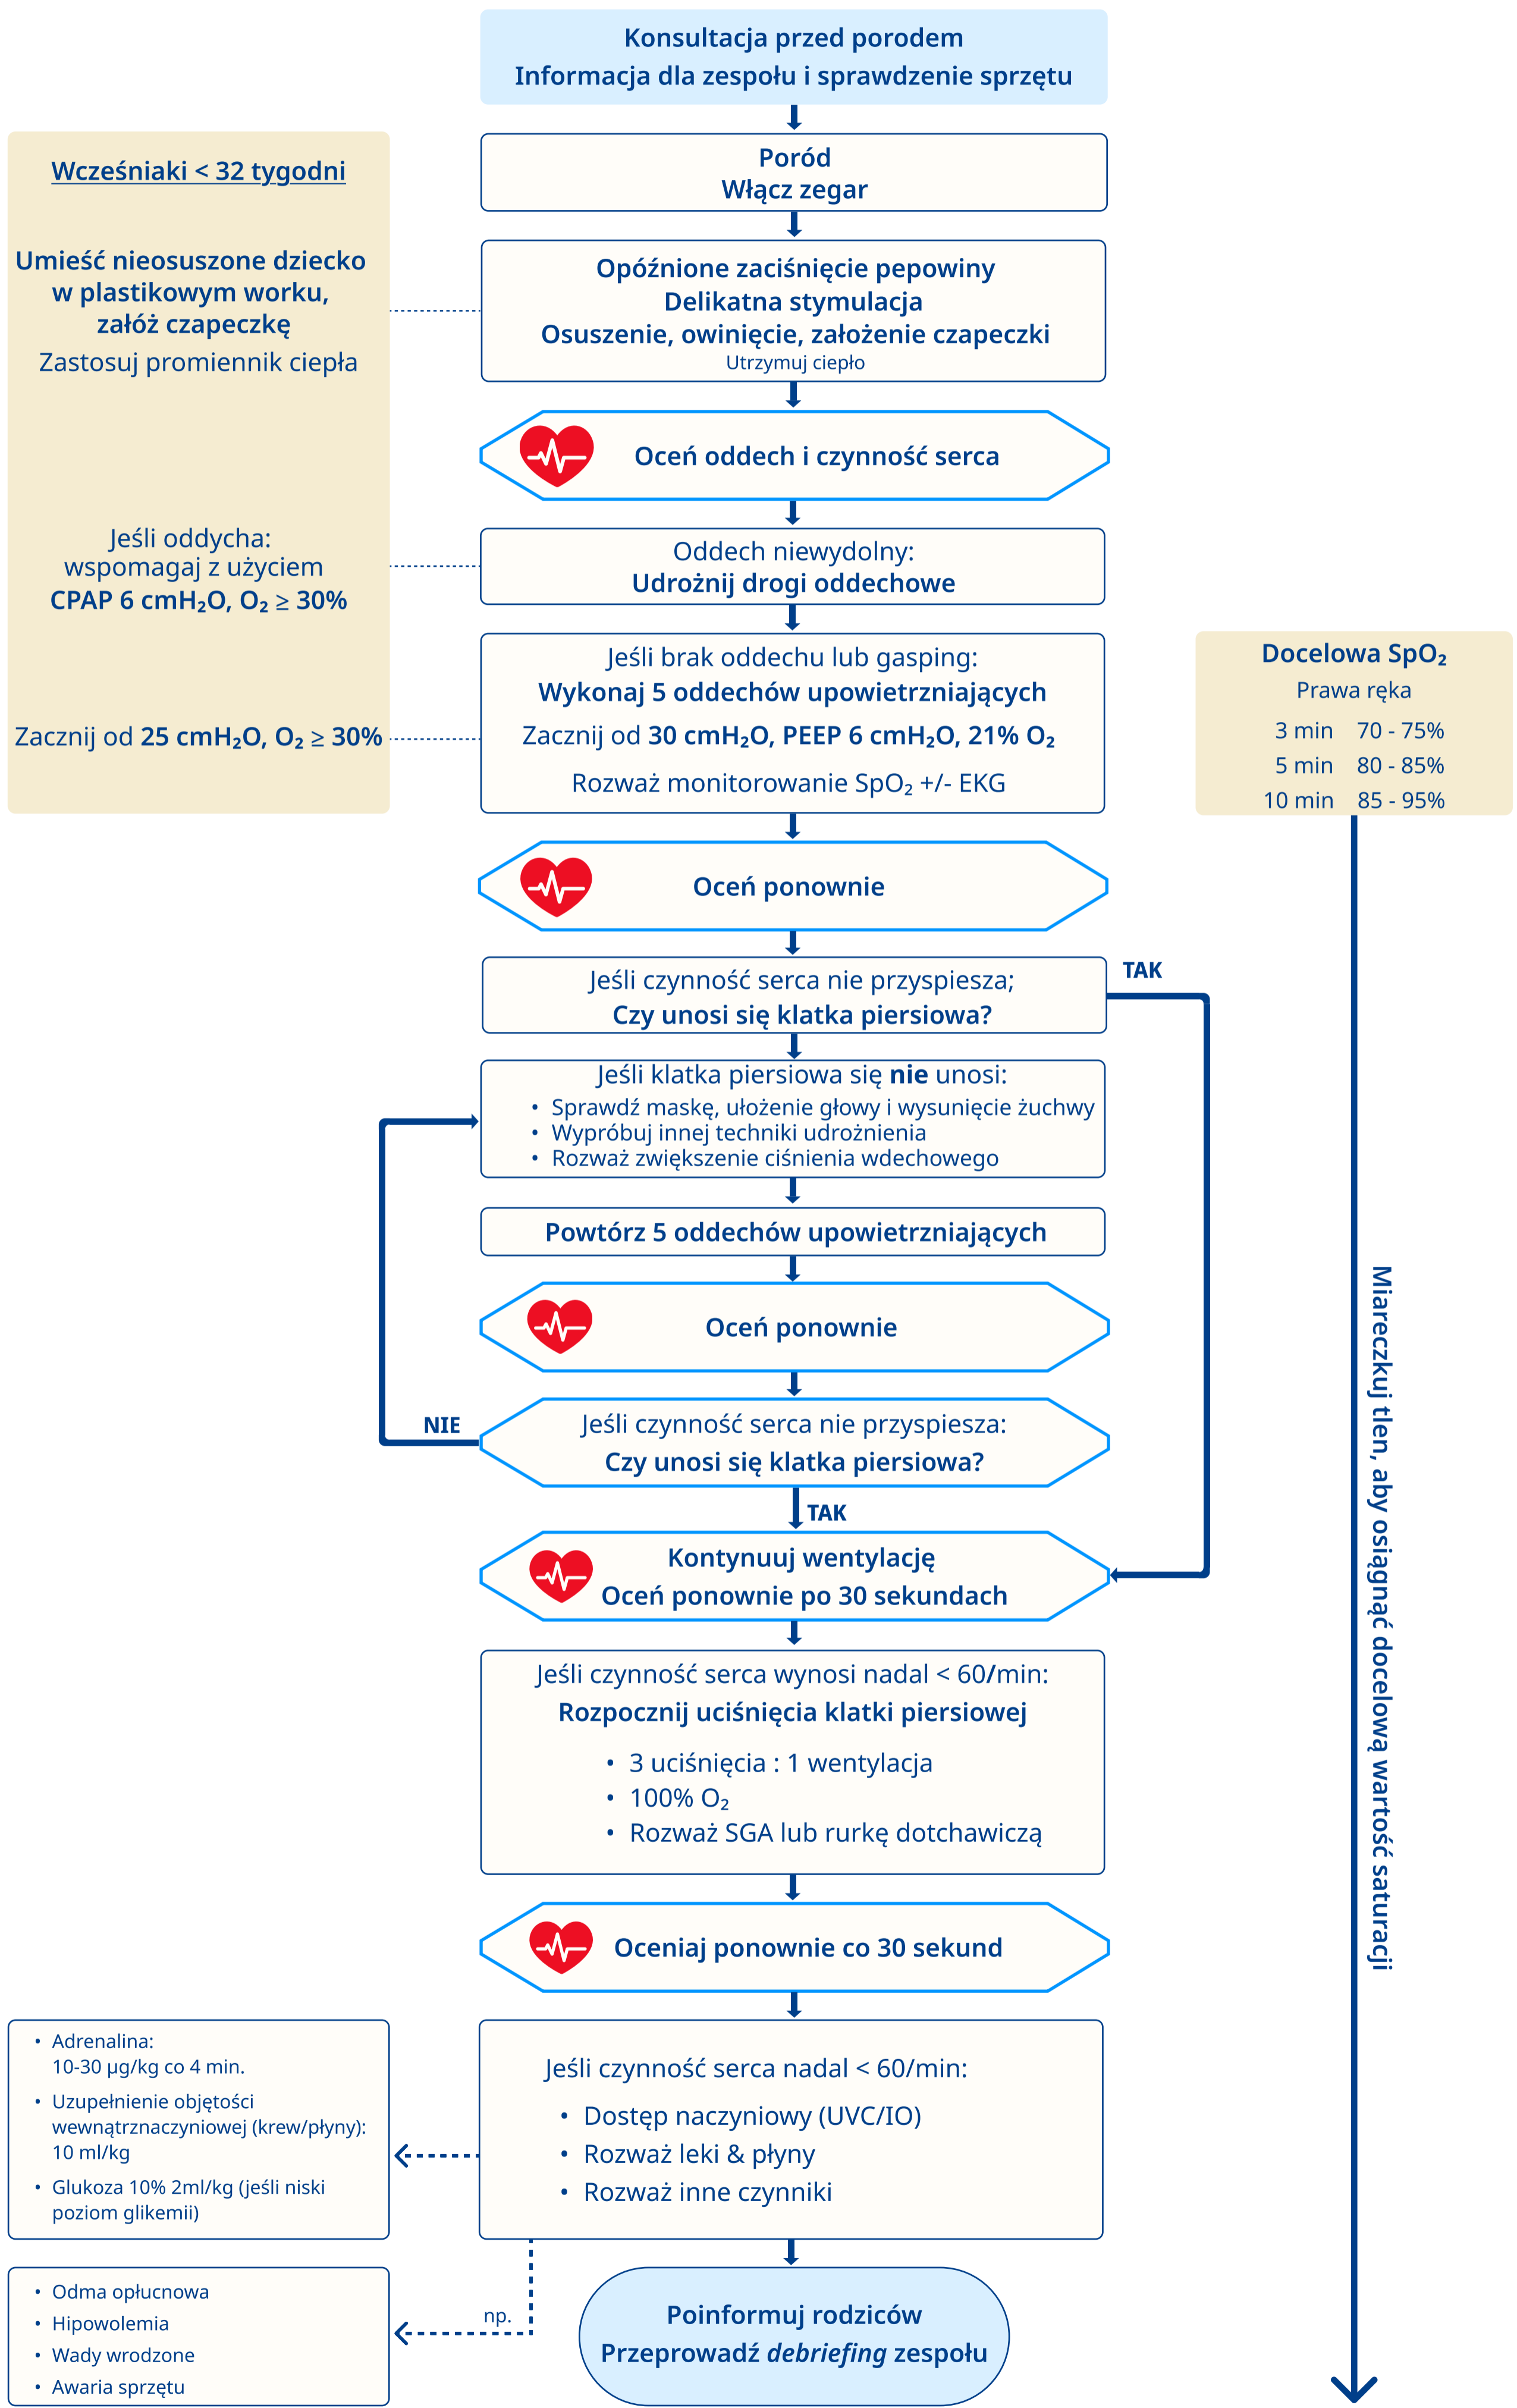 Konsultacja przed porodem
Informacja dla zespołu i sprawdzenie sprzętu
Poród
Włącz zegar
Wcześniaki < 32 tygodni
Umieść nieosuszone dziecko
w plastikowym worku,
załóż czapeczkę
Zastosuj promiennik ciepła
Opóźnione zaciśnięcie pepowiny
Delikatna stymulacja
Osuszenie, owinięcie, założenie czapeczki
Utrzymuj ciepło
Oceń oddech i czynność serca
Jeśli oddycha:
wspomagaj z użyciem
CPAP 6 cmH₂O, O₂ ≥ 30%
Oddech niewydolny:
Udrożnij drogi oddechowe
Zacznij od 25 cmH₂O, O₂ ≥ 30%
Jeśli brak oddechu lub gasping:
Wykonaj 5 oddechów upowietrzniających
Zacznij od 30 cmH₂O, PEEP 6 cmH₂O, 21% O₂
Rozważ monitorowanie SpO₂ +/- EKG
Docelowa SpO₂
Prawa ręka
3 min 70 - 75%
5 min 80 - 85%
10 min 85 - 95%
Miareczkuj tlen, aby osiągnąć docelową wartość saturacji
Oceń ponownie
Jeśli czynność serca nie przyspiesza;
Czy unosi się klatka piersiowa?
TAK
Jeśli klatka piersiowa się nie unosi:
• Sprawdź maskę, ułożenie głowy i wysunięcie żuchwy
• Wypróbuj innej techniki udrożnienia
• Rozważ zwiększenie ciśnienia wdechowego
Powtórz 5 oddechów upowietrzniających
Oceń ponownie
NIE
Jeśli czynność serca nie przyspiesza:
Czy unosi się klatka piersiowa?
TAK
Kontynuuj wentylację
Oceń ponownie po 30 sekundach
Jeśli czynność serca wynosi nadal < 60/min:
Rozpocznij uciśnięcia klatki piersiowej
• 3 uciśnięcia : 1 wentylacja
• 100% O₂
• Rozważ SGA lub rurkę dotchawiczą
Oceniaj ponownie co 30 sekund
Jeśli czynność serca nadal < 60/min:
• Dostęp naczyniowy (UVC/IO)
• Rozważ leki & płyny
• Rozważ inne czynniki
• Adrenalina:
10-30 µg/kg co 4 min.
• Uzupełnienie objętości
wewnątrznaczyniowej (krew/płyny):
10 ml/kg
• Glukoza 10% 2ml/kg (jeśli niski
poziom glikemii)
np.
• Odma opłucnowa
• Hipowolemia
• Wady wrodzone
• Awaria sprzętu
Poinformuj rodziców
Przeprowadź debriefing zespołu